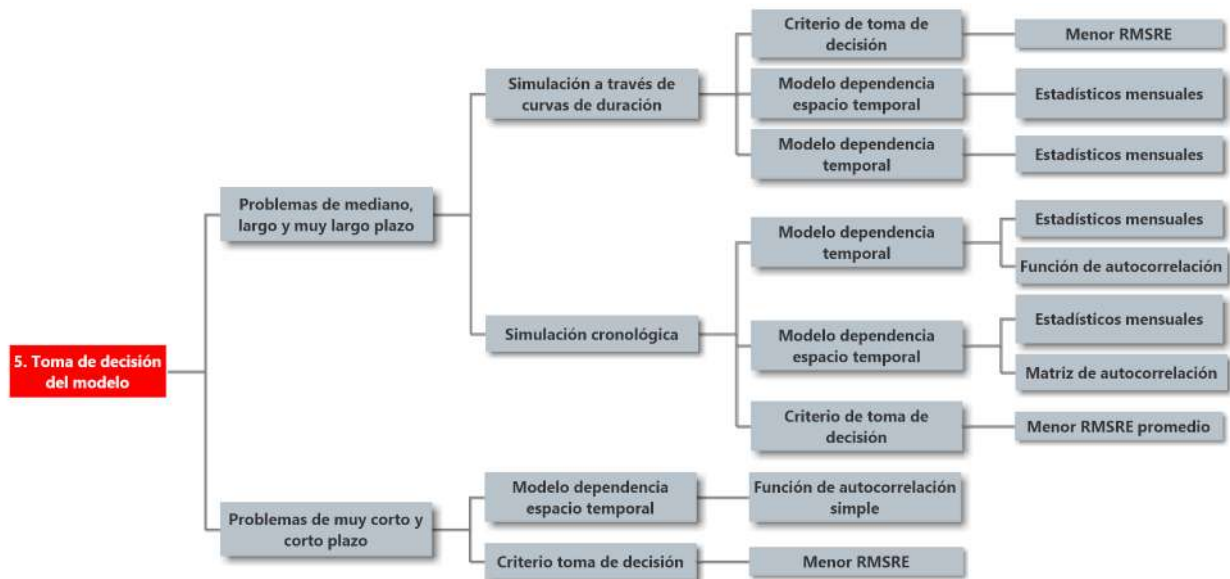 5. Toma de decisión
del modelo
Problemas de mediano,
largo y muy largo plazo
Simulación a través de
curvas de duración
Criterio de toma de
decisión
Menor RMSRE
Modelo dependencia
espacio temporal
Estadísticos mensuales
Modelo dependencia
temporal
Estadísticos mensuales
Simulación cronológica
Modelo dependencia
temporal
Estadísticos mensuales
Función de autocorrelación
Modelo dependencia
espacio temporal
Estadísticos mensuales
Matriz de autocorrelación
Criterio de toma de
decisión
Menor RMSRE promedio
Problemas de muy corto y
corto plazo
Modelo dependencia
espacio temporal
Función de autocorrelación
simple
Criterio toma de decisión
Menor RMSRE